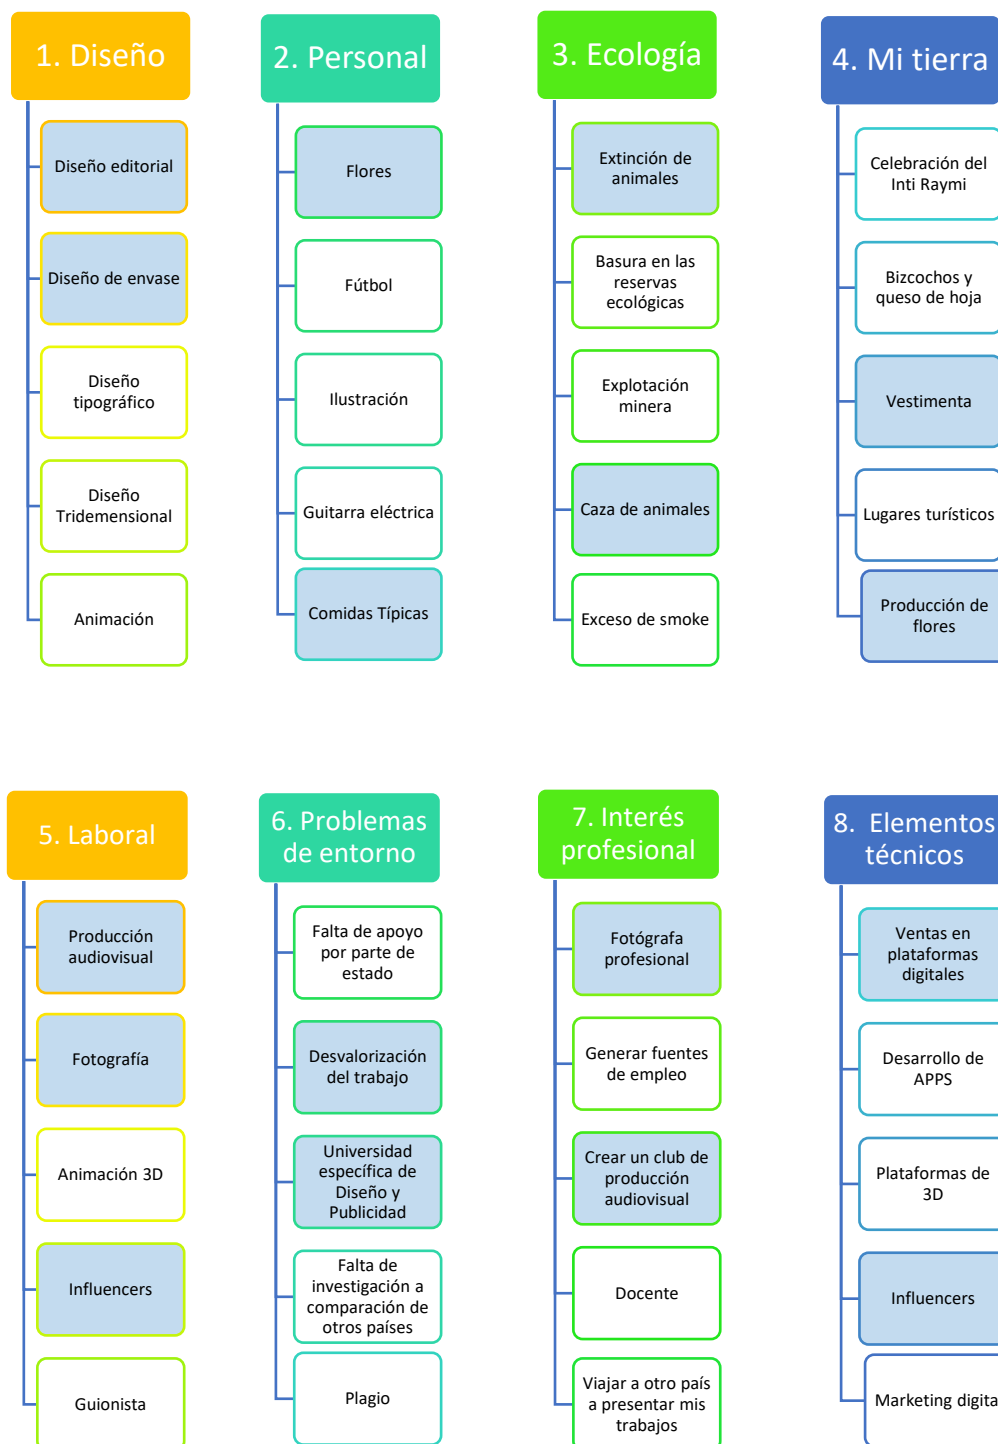 1. Diseño
Diseño editorial
Diseño de envase
Diseño
tipográfico
Diseño
Tridemensional
Animación
2. Personal
Flores
Fútbol
Ilustración
Guitarra eléctrica
Comidas Típicas
3. Ecología
Extinción de
animales
Basura en las
reservas
ecológicas
Explotación
minera
Caza de animales
Exceso de smoke
4. Mi tierra
Celebración del
Inti Raymi
Bizcochos y
queso de hoja
Vestimenta
Lugares turísticos
Producción de
flores
5. Laboral
Producción
audiovisual
Fotografía
Animación 3D
Influencers
Guionista
6. Problemas
de entorno
Falta de apoyo
por parte de
estado
Desvalorización
del trabajo
Universidad
específica de
Diseño y
Publicidad
Falta de
investigación a
comparación de
otros países
Plagio
7. Interés
profesional
Fotógrafa
profesional
Generar fuentes
de empleo
Crear un club de
producción
audiovisual
Docente
Viajar a otro país
a presentar mis
trabajos
8. Elementos
técnicos
Ventas en
plataformas
digitales
Desarrollo de
APPS
Plataformas de
3D
Influencers
Marketing digita